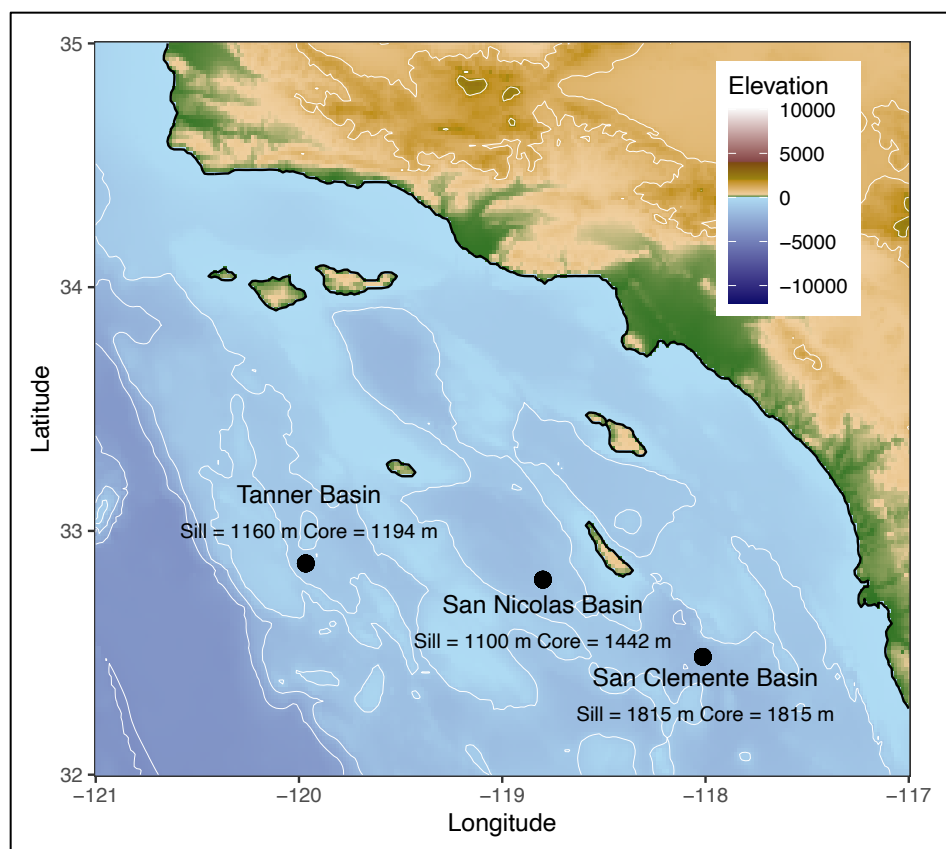 35
34
33
32
Latitude
Elevation
10000
5000
0
−5000
−10000
Tanner Basin
Sill = 1160 m Core = 1194 m
San Nicolas Basin
Sill = 1100 m Core = 1442 m
San Clemente Basin
Sill = 1815 m Core = 1815 m
−121
−120
−119
−118
−117
Longitude